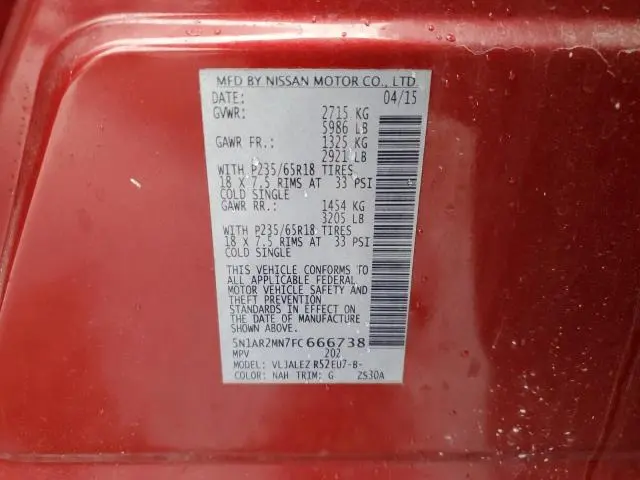 MFD BY NISSAN MOTOR CO., LTD.
DATE: 04/15
GVWR: 2715 KG
5986 LB
GAWR FR.: 1325 KG
2921 LB
WITH P235/65R18 TIRES
18 X 7.5 RIMS AT 33 PSI
COLD SINGLE
GAWR RR.: 1454 KG
3205 LB
WITH P235/65R18 TIRES
18 X 7.5 RIMS AT 33 PSI
COLD SINGLE
THIS VEHICLE CONFORMS TO
ALL APPLICABLE FEDERAL
MOTOR VEHICLE SAFETY AND
THEFT PREVENTION
STANDARDS IN EFFECT ON
THE DATE OF MANUFACTURE
SHOWN ABOVE.
5N1AR2MN7FC666738
MPV 202
MODEL: VLJALEZ R52EU7-B-
COLOR: NAH TRIM: G ZS30A